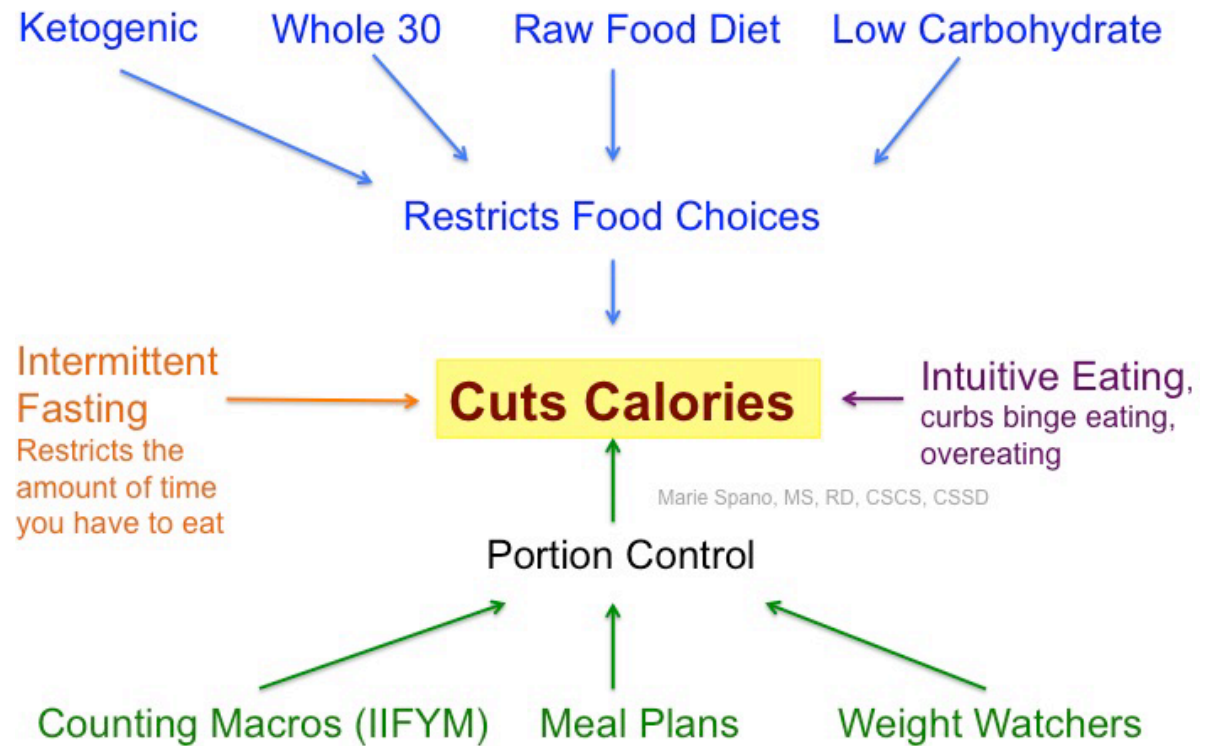 Ketogenic
Whole 30
Raw Food Diet
Low Carbohydrate
Restricts Food Choices
Intermittent
Fasting
Restricts the
amount of time
you have to eat
Cuts Calories
Intuitive Eating,
curbs binge eating,
overeating
Marie Spano, MS, RD, CSCS, CSSD
Portion Control
Counting Macros (IIFYM)
Meal Plans
Weight Watchers